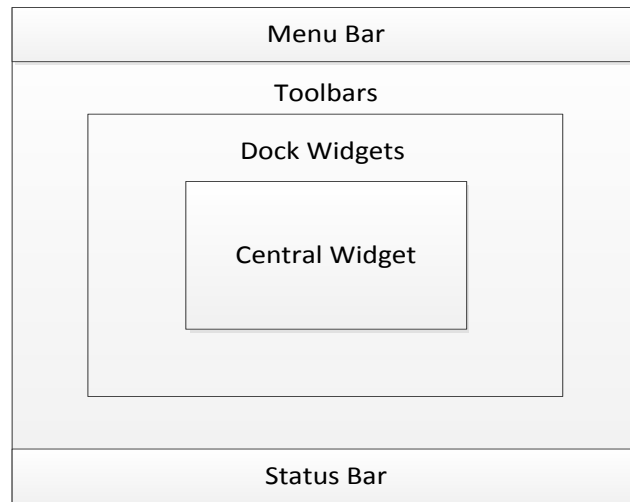 Menu Bar
Toolbars
Dock Widgets
Central Widget
Status Bar